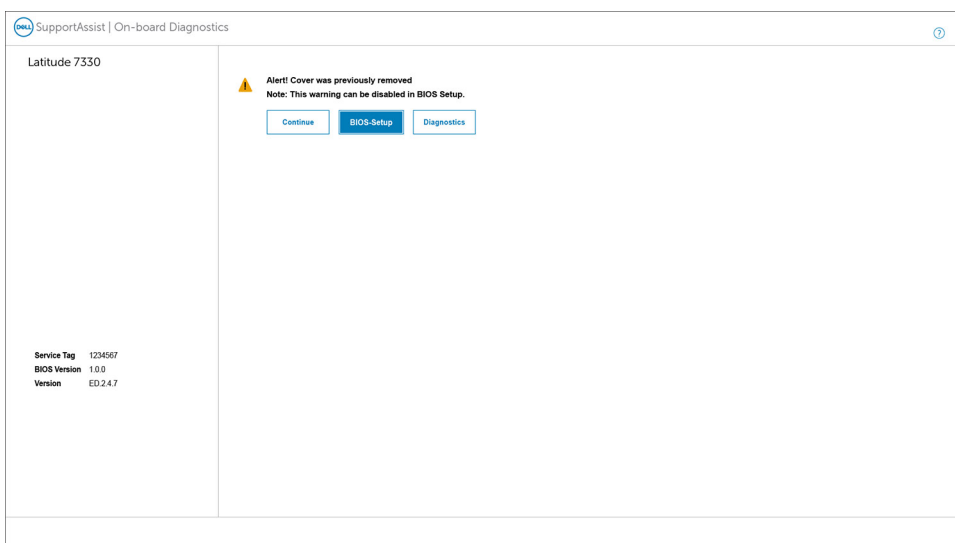 DELL SupportAssist | On-board Diagnostics
?
Latitude 7330
Alert! Cover was previously removed
Note: This warning can be disabled in BIOS Setup.
Continue BIOS-Setup Diagnostics
Service Tag 1234567
BIOS Version 1.0.0
Version ED.2.4.7